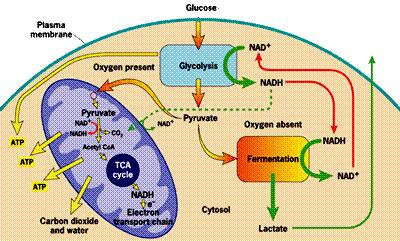 Glucose
Plasma
membrane
Oxygen present
Glycolysis
NAD+
NADH
Pyruvate
NAD+
NADH
CO2
Acetyl CoA
NAD+
Pyruvate
Oxygen absent
NADH
Fermentation
NAD+
ATP
ATP
ATP
TCA
cycle
NADH
e-
Electron
transport chain
Carbon dioxide
and water
Cytosol
Lactate